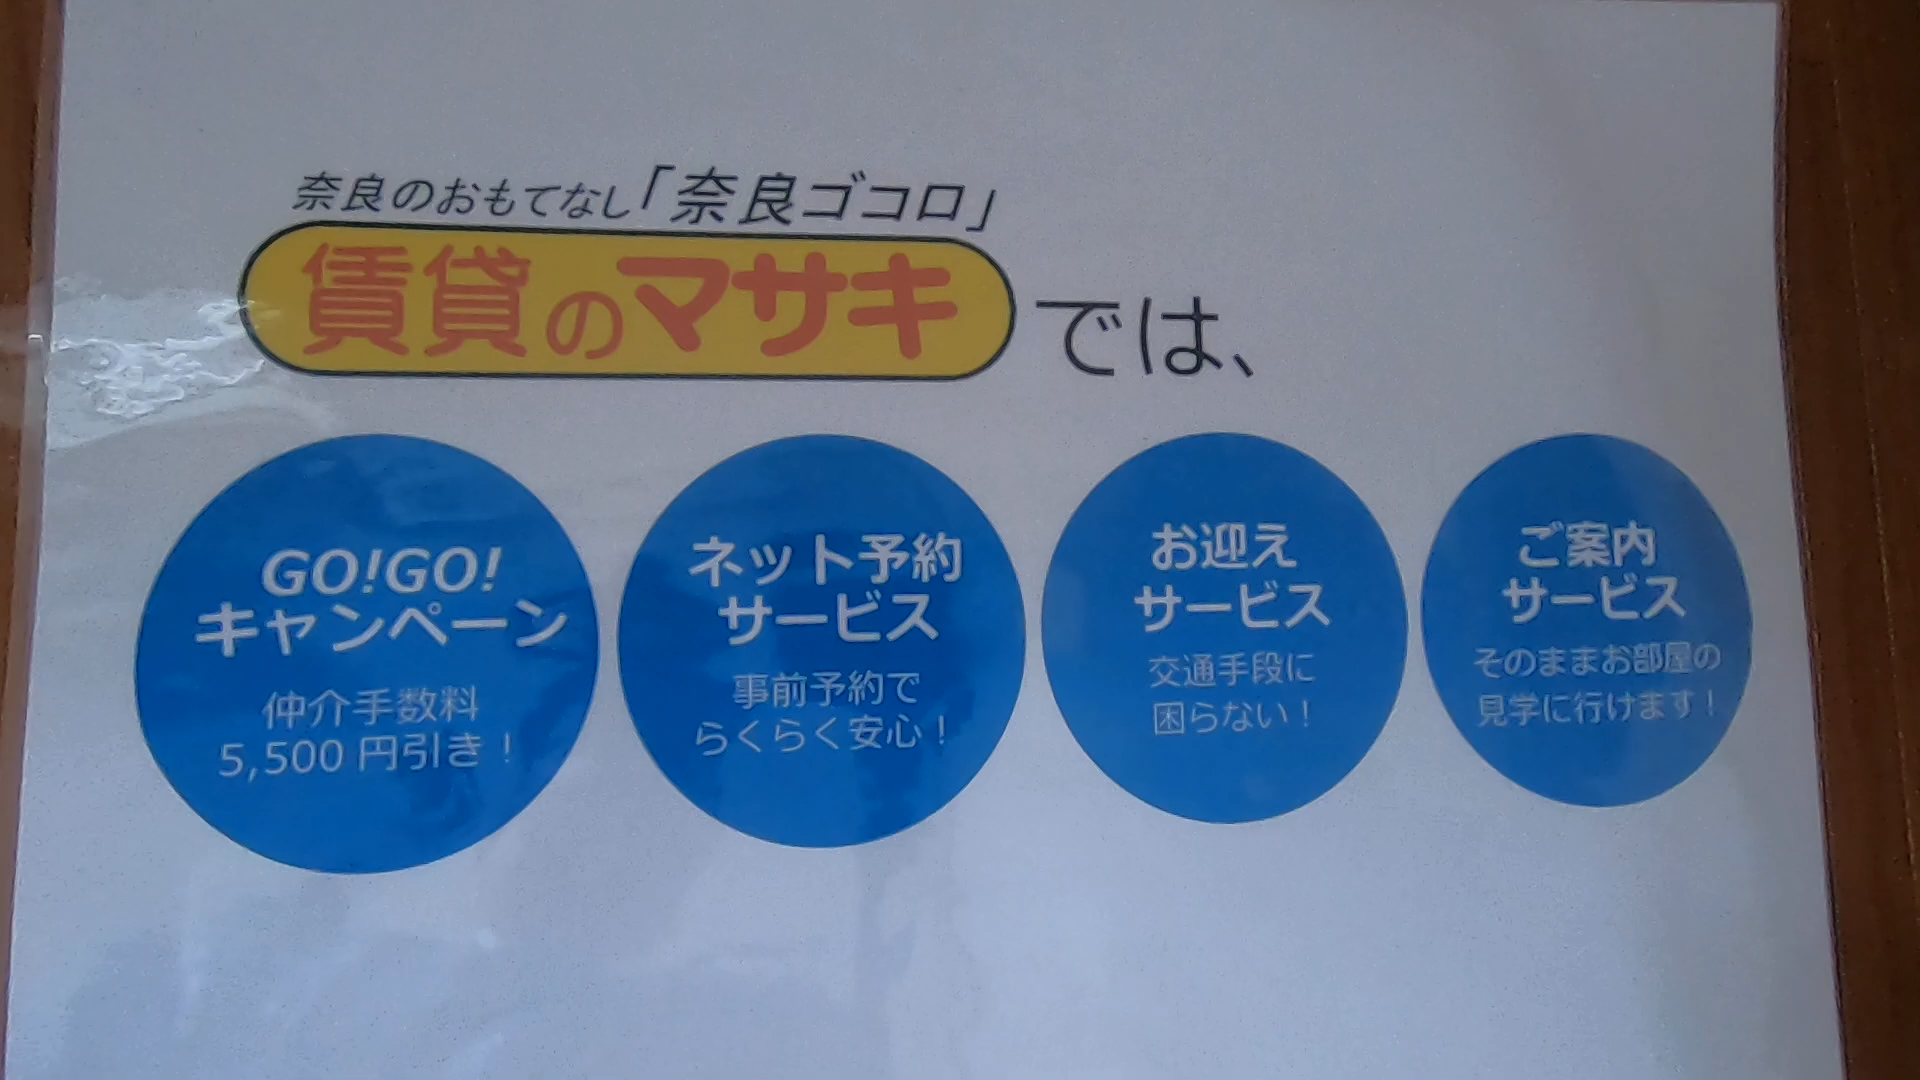 奈良のおもてなし「奈良ゴコロ」
賃貸のマサキでは、
GO!GO!
キャンペーン
仲介手数料
5,500円引き！
ネット予約
サービス
事前予約で
らくらく安心！
お迎え
サービス
交通手段に
困らない！
ご案内
サービス
そのままお部屋の
見学に行けます！